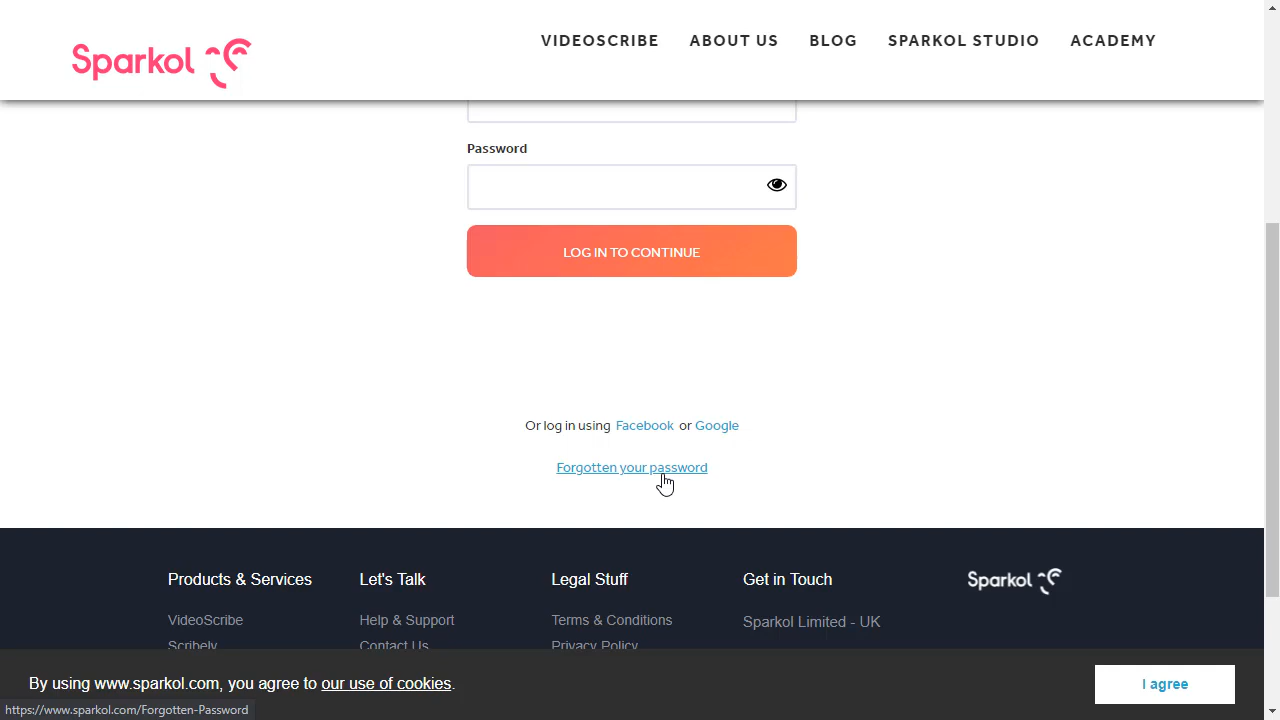 Sparkol
VIDEOSCRIBE ABOUT US BLOG SPARKOL STUDIO ACADEMY
Password
LOG IN TO CONTINUE
Or log in using Facebook or Google
Forgotten your password
Products & Services
VideoScribe
Scribely
Let's Talk
Help & Support
Contact Us
Legal Stuff
Terms & Conditions
Privacy Policy
Get in Touch
Sparkol Limited - UK
Sparkol
By using www.sparkol.com, you agree to our use of cookies.
I agree
https://www.sparkol.com/Forgotten-Password